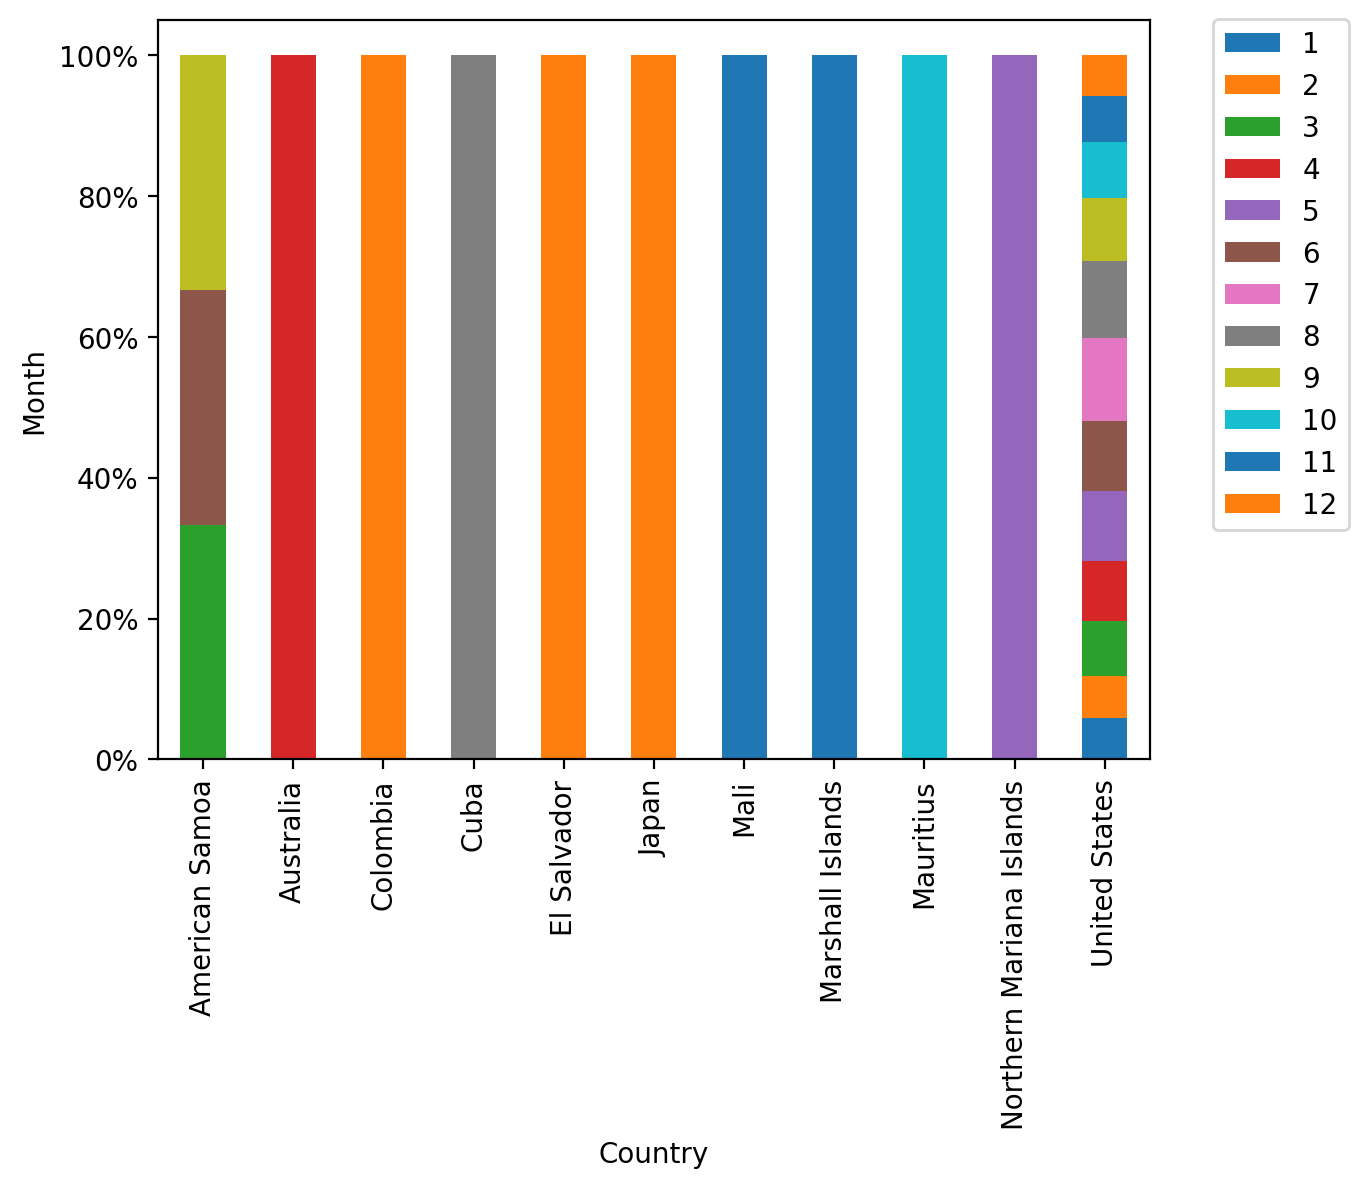 100%
80%
60%
40%
20%
0%
Month
American Samoa
Australia
Colombia
Cuba
El Salvador
Japan
Mali
Marshall Islands
Mauritius
Northern Mariana Islands
United States
Country
1
2
3
4
5
6
7
8
9
10
11
12